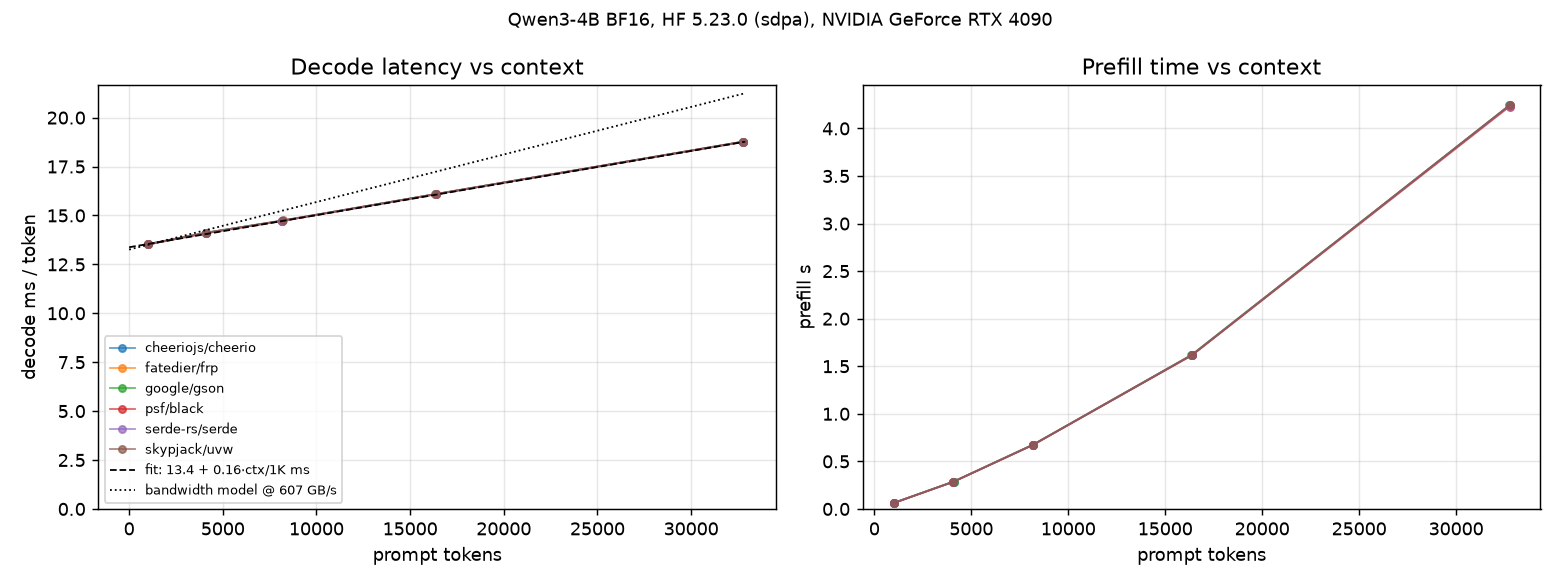 Qwen3-4B BF16, HF 5.23.0 (sdpa), NVIDIA GeForce RTX 4090
Decode latency vs context
decode ms / token
20.0
17.5
15.0
12.5
10.0
7.5
5.0
2.5
0.0
cheeriojs/cheerio
fatedier/frp
google/gson
psf/black
serde-rs/serde
skypjack/uvw
fit: 13.4 + 0.16·ctx/1K ms
bandwidth model @ 607 GB/s
0 5000 10000 15000 20000 25000 30000
prompt tokens
Prefill time vs context
prefill s
4.0
3.5
3.0
2.5
2.0
1.5
1.0
0.5
0.0
0 5000 10000 15000 20000 25000 30000
prompt tokens